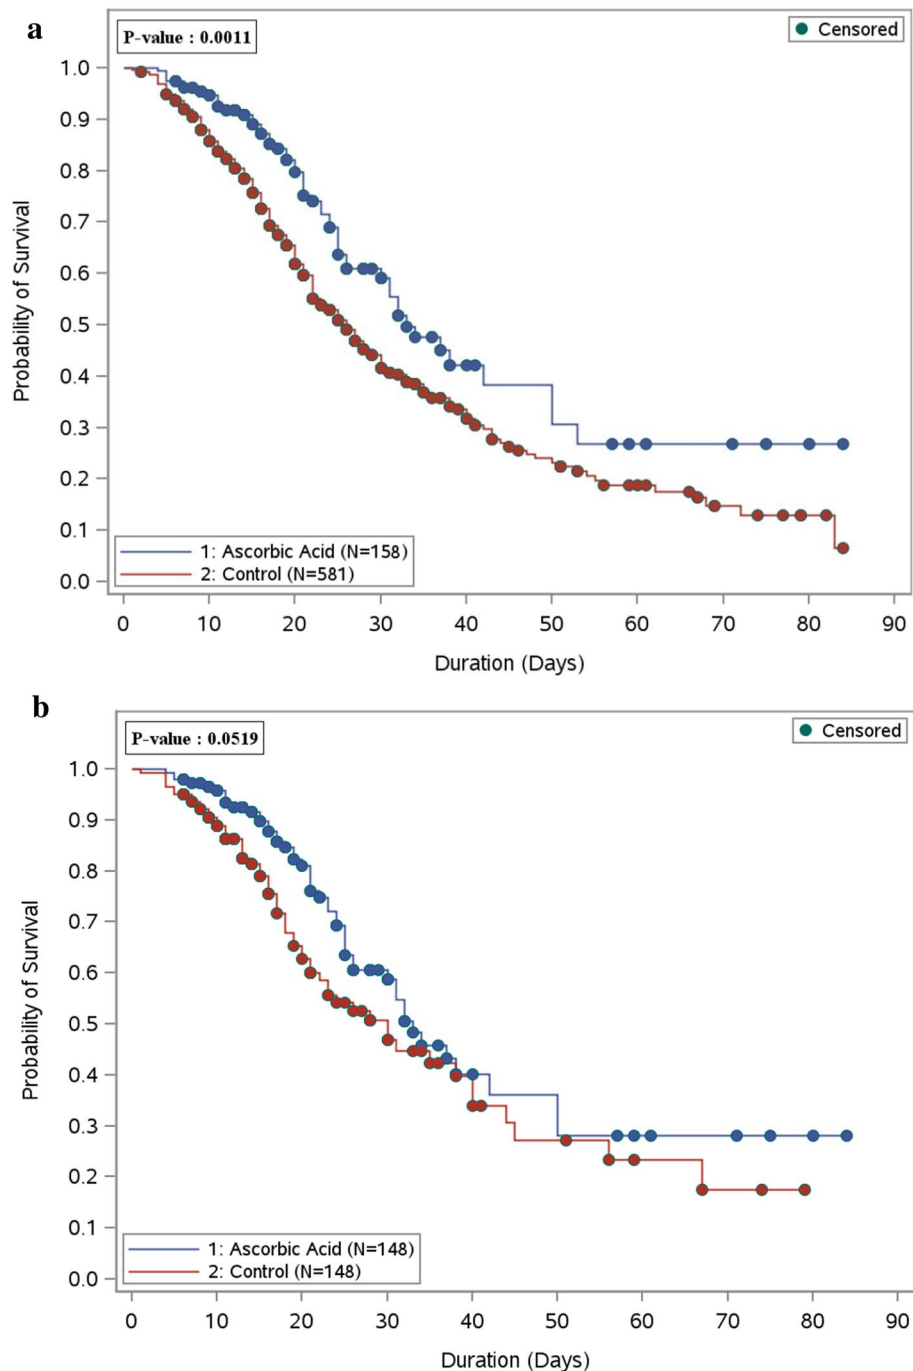 a
P-value : 0.0011
Censored
1.0
0.9
0.8
0.7
0.6
0.5
0.4
0.3
0.2
0.1
0.0
Probability of Survival
1: Ascorbic Acid (N=158)
2: Control (N=581)
0 10 20 30 40 50 60 70 80 90
Duration (Days)
b
P-value : 0.0519
Censored
1.0
0.9
0.8
0.7
0.6
0.5
0.4
0.3
0.2
0.1
0.0
Probability of Survival
1: Ascorbic Acid (N=148)
2: Control (N=148)
0 10 20 30 40 50 60 70 80 90
Duration (Days)